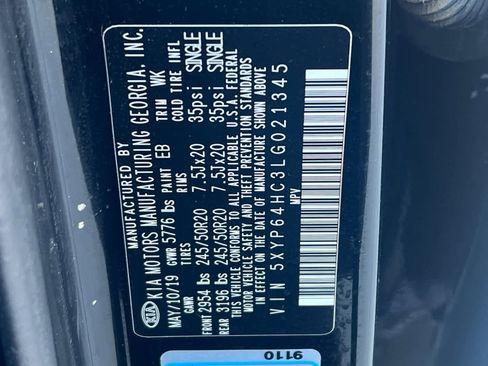 MANUFACTURED BY
KIA KIA MOTORS MANUFACTURING GEORGIA, INC.
MAY/10/19 GVWR 5776 lbs PAINT EB TRIM WK
GAWR TIRES RIMS COLD TIRE INFL
FRONT 2954 lbs 245/50R20 7.5Jx20 35psi SINGLE
REAR 3196 lbs 245/50R20 7.5Jx20 35psi SINGLE
THIS VEHICLE CONFORMS TO ALL APPLICABLE U.S.A. FEDERAL
MOTOR VEHICLE SAFETY AND THEFT PREVENTION STANDARDS
IN EFFECT ON THE DATE OF MANUFACTURE SHOWN ABOVE
VIN 5XYP64HC3LG021345
MPV
9110